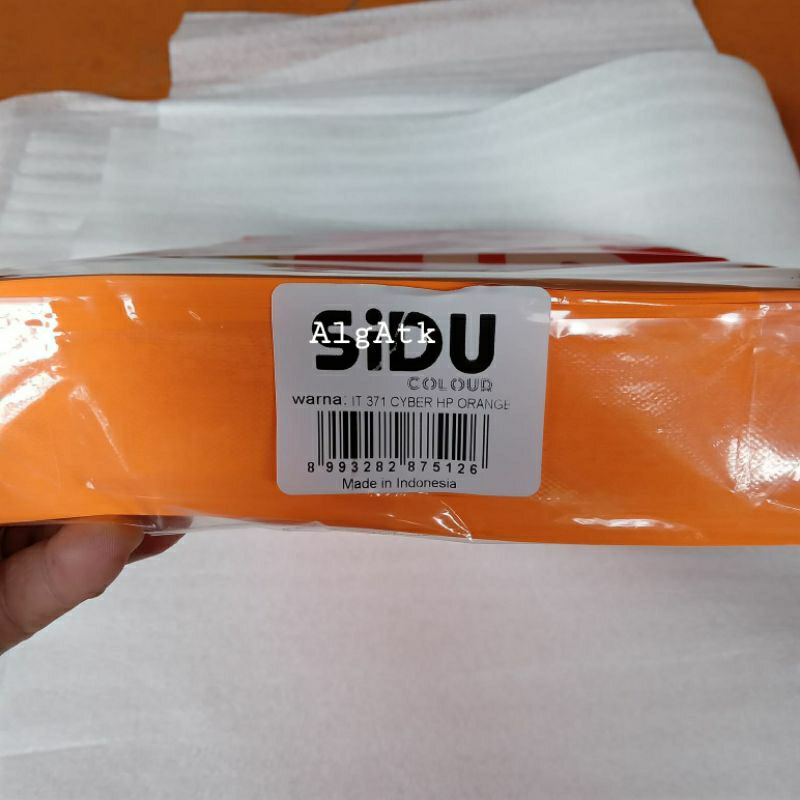 SiDU
AlgAtk
COLOUR
warna: IT 371 CYBER HP ORANGE
8 993282 875126
Made in Indonesia